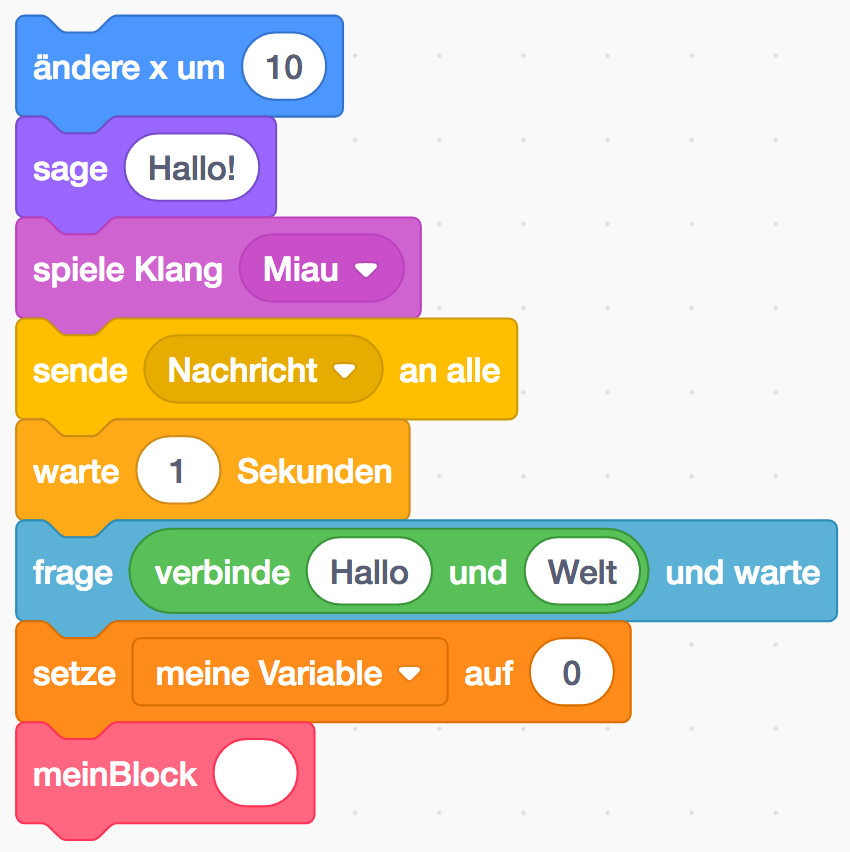 ändere x um 10
sage Hallo!
spiele Klang Miau
sende Nachricht an alle
warte 1 Sekunden
frage verbinde Hallo und Welt und warte
setze meine Variable auf 0
meinBlock